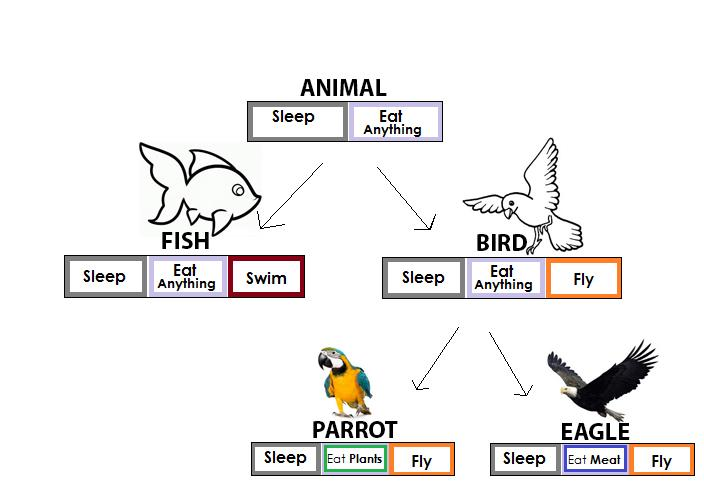 ANIMAL
Sleep
Eat
Anything
FISH
Sleep
Eat
Anything
Swim
BIRD
Sleep
Eat
Anything
Fly
PARROT
Sleep
Eat Plants
Fly
EAGLE
Sleep
Eat Meat
Fly